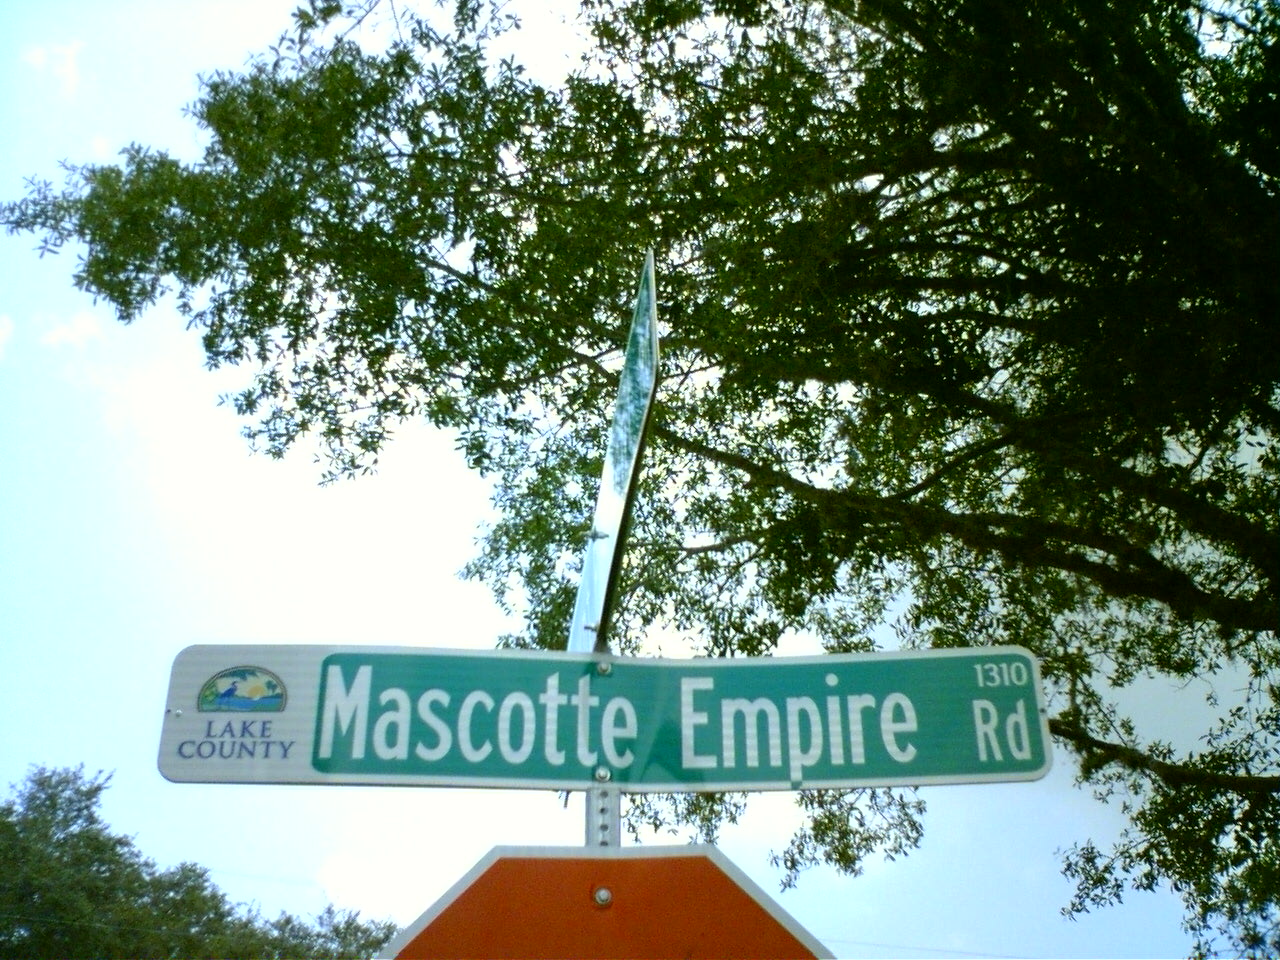 LAKE
COUNTY
Mascotte Empire Rd
1310